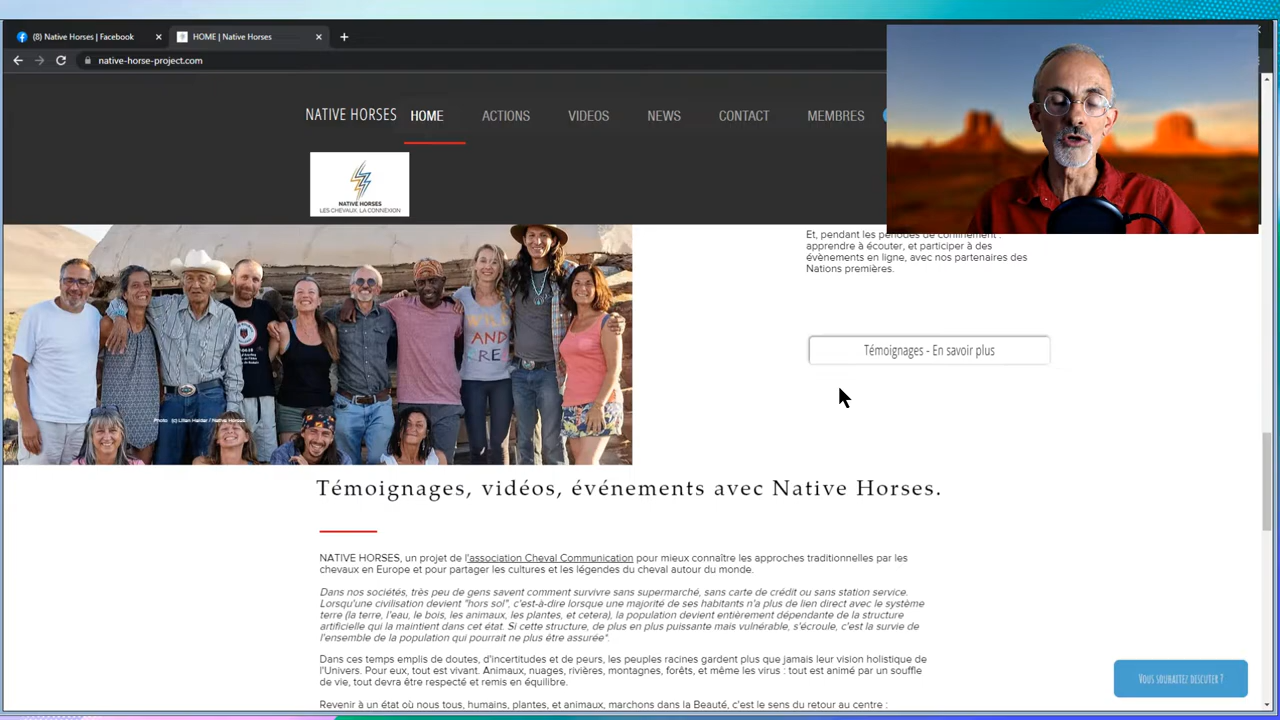 (8) Native Horses | Facebook
HOME | Native Horses
native-horse-project.com
NATIVE HORSES
HOME
ACTIONS
VIDEOS
NEWS
CONTACT
MEMBRES
NATIVE HORSES
LES CHEVAUX, LA CONNEXION
Et, pendant les périodes de confinement :
apprendre à écouter, et participer à des
évènements en ligne, avec nos partenaires des
Nations premières.
Témoignages - En savoir plus
Photo (c) Lilian Haidar / Native Horses
Témoignages, vidéos, événements avec Native Horses.
NATIVE HORSES, un projet de l'association Cheval Communication pour mieux connaître les approches traditionnelles par les
chevaux en Europe et pour partager les cultures et les légendes du cheval autour du monde.
Dans nos sociétés, très peu de gens savent comment survivre sans supermarché, sans carte de crédit ou sans station service.
Lorsqu'une civilisation devient "hors sol", c'est-à-dire lorsque une majorité de ses habitants n'a plus de lien direct avec le système
terre (la terre, l'eau, le bois, les animaux, les plantes, et cetera), la population devient entièrement dépendante de la structure
artificielle qui la maintient dans cet état. Si cette structure, de plus en plus puissante mais vulnérable, s'écroule, c'est la survie de
l'ensemble de la population qui pourrait ne plus être assurée*.
Dans ces temps emplis de doutes, d'incertitudes et de peurs, les peuples racines gardent plus que jamais leur vision holistique de
l'Univers. Pour eux, tout est vivant. Animaux, nuages, rivières, montagnes, forêts, et même les virus : tout est animé par un souffle
de vie, tout devra être respecté et remis en équilibre.
Revenir à un état où nous tous, humains, plantes, et animaux, marchons dans la Beauté, c'est le sens du retour au centre :
Vous souhaitez discuter ?